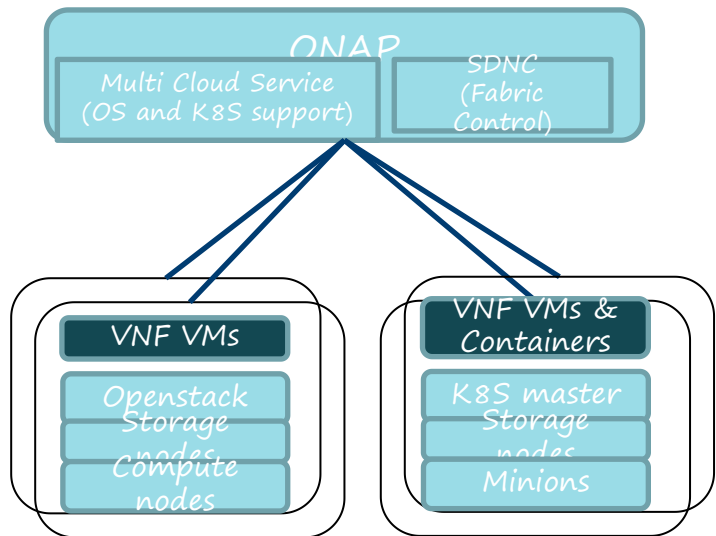 ONAP
Multi Cloud Service
(OS and K8S support)
SDNC
(Fabric
Control)
VNF VMs
Openstack
Storage
nodes
Compute
nodes
VNF VMs &
Containers
K8S master
Storage
nodes
Minions